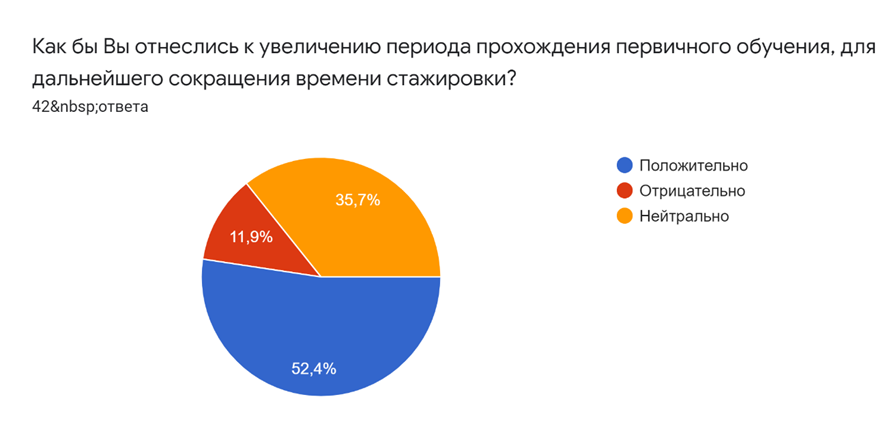 Как бы Вы отнеслись к увеличению периода прохождения первичного обучения, для
дальнейшего сокращения времени стажировки?
42&nbsp;ответа
Положительно
Отрицательно
Нейтрально
35,7%
11,9%
52,4%